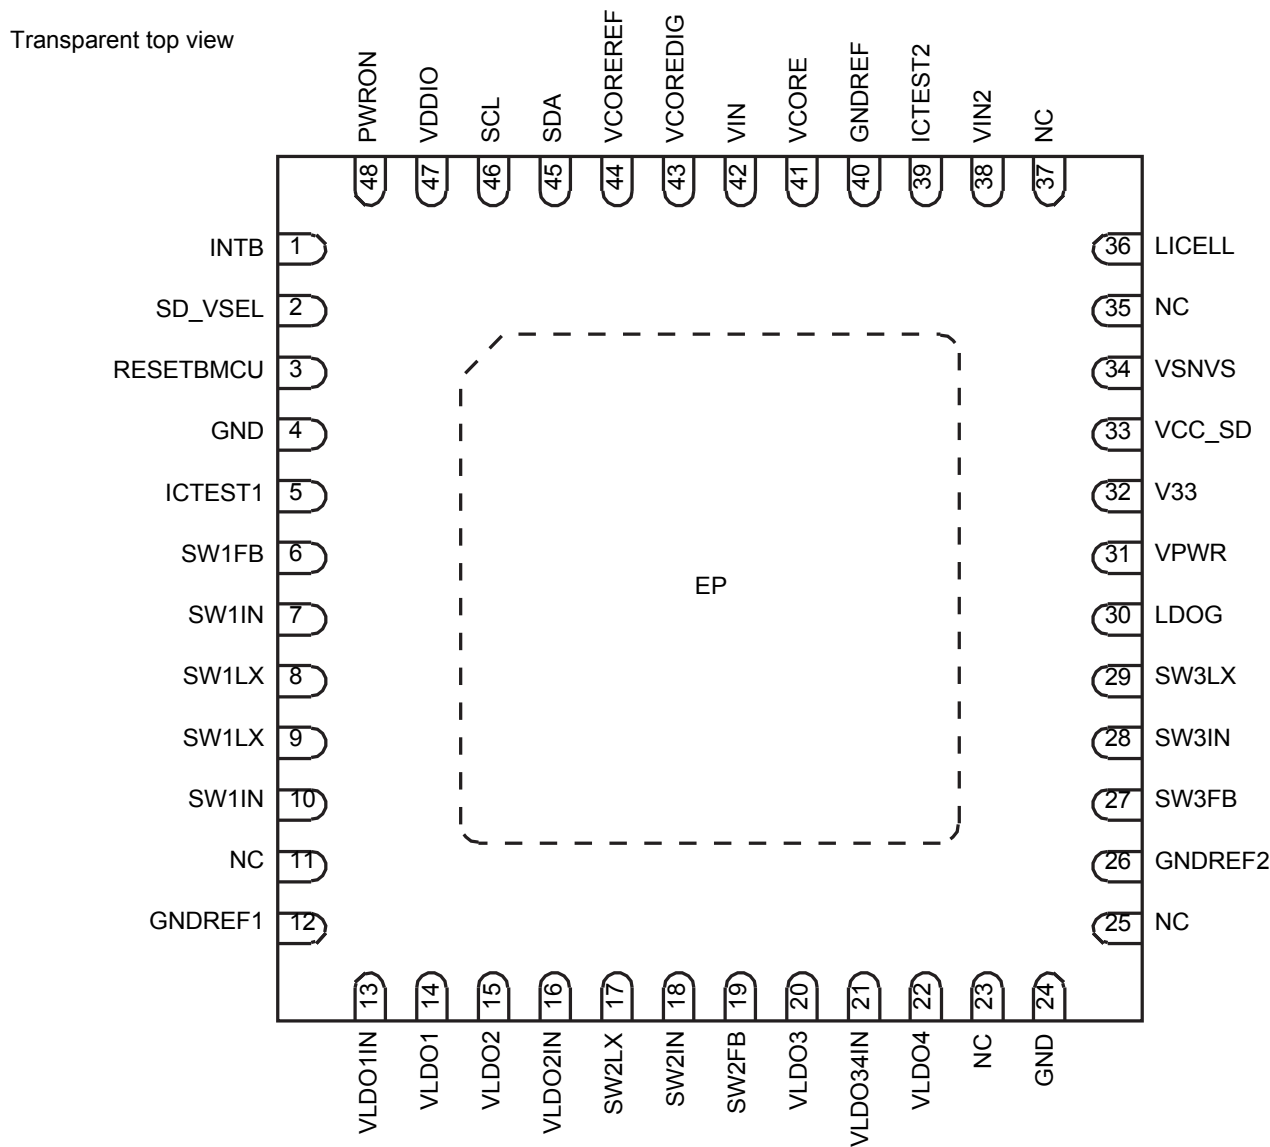 Transparent top view
PWRON
VDDIO
SCL
SDA
VCOREREF
VCOREDIG
VIN
VCORE
GNDREF
ICTEST2
VIN2
NC
48
47
46
45
44
43
42
41
40
39
38
37
INTB 1
SD_VSEL 2
RESETBMCU 3
GND 4
ICTEST1 5
SW1FB 6
SW1IN 7
SW1LX 8
SW1LX 9
SW1IN 10
NC 11
GNDREF1 12
EP
36 LICELL
35 NC
34 VSNVS
33 VCC_SD
32 V33
31 VPWR
30 LDOG
29 SW3LX
28 SW3IN
27 SW3FB
26 GNDREF2
25 NC
13
14
15
16
17
18
19
20
21
22
23
24
VLDO1IN
VLDO1
VLDO2
VLDO2IN
SW2LX
SW2IN
SW2FB
VLDO3
VLDO34IN
VLDO4
NC
GND